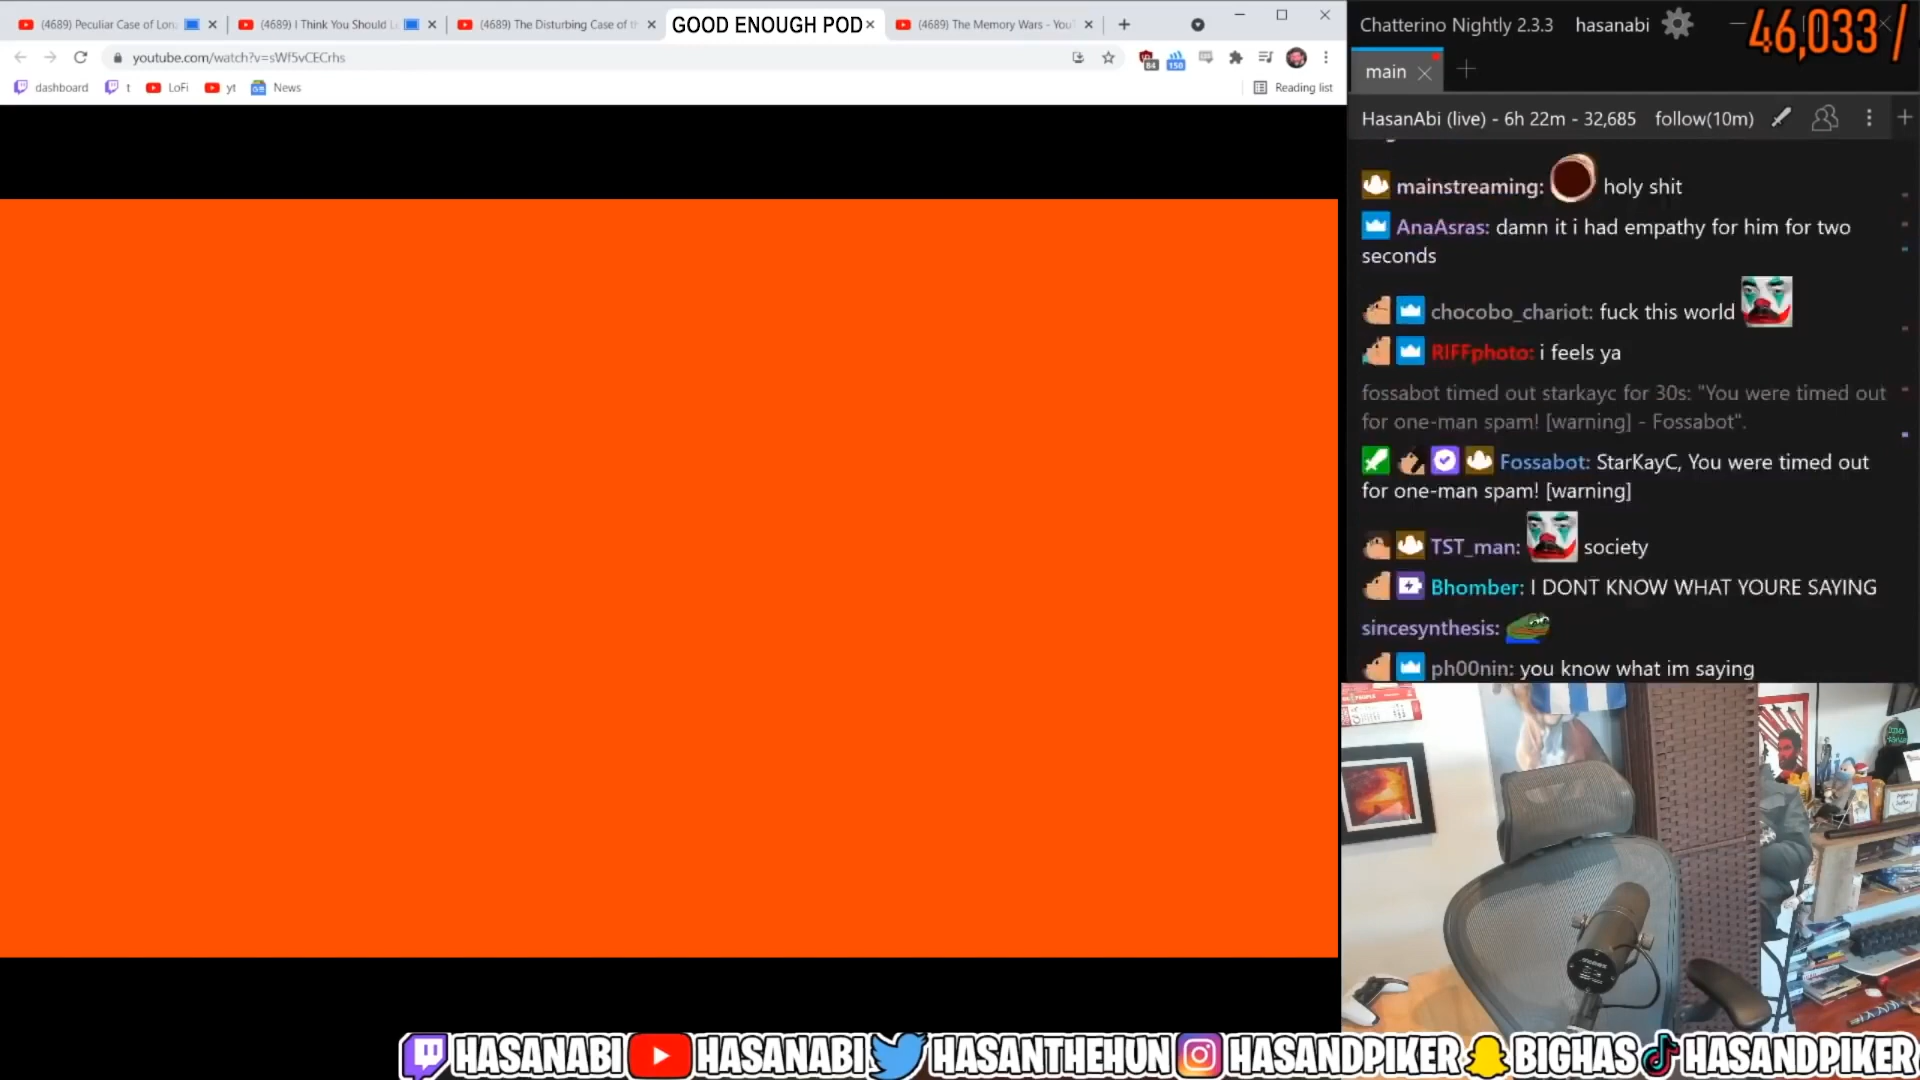 (4689) Peculiar Case of Lona
(4689) I Think You Should L
(4689) The Disturbing Case of th
GOOD ENOUGH POD
(4689) The Memory Wars - YouT
youtube.com/watch?v=sWf5vCECrhs
84
150
dashboard
t
LoFi
yt
News
Reading list
Chatterino Nightly 2.3.3
hasanabi
46,033 /
main
HasanAbi (live) - 6h 22m - 32,685
follow(10m)
mainstreaming: holy shit
AnaAsras: damn it i had empathy for him for two
seconds
chocobo_chariot: fuck this world
RIFFphoto: i feels ya
fossabot timed out starkayc for 30s: "You were timed out
for one-man spam! [warning] - Fossabot".
Fossabot: StarKayC, You were timed out
for one-man spam! [warning]
TST_man: society
Bhomber: I DONT KNOW WHAT YOURE SAYING
sincesynthesis:
ph00nin: you know what im saying
HASANABI HASANABI HASANTHEHUN HASANDPIKER BIGHAS HASANDPIKER